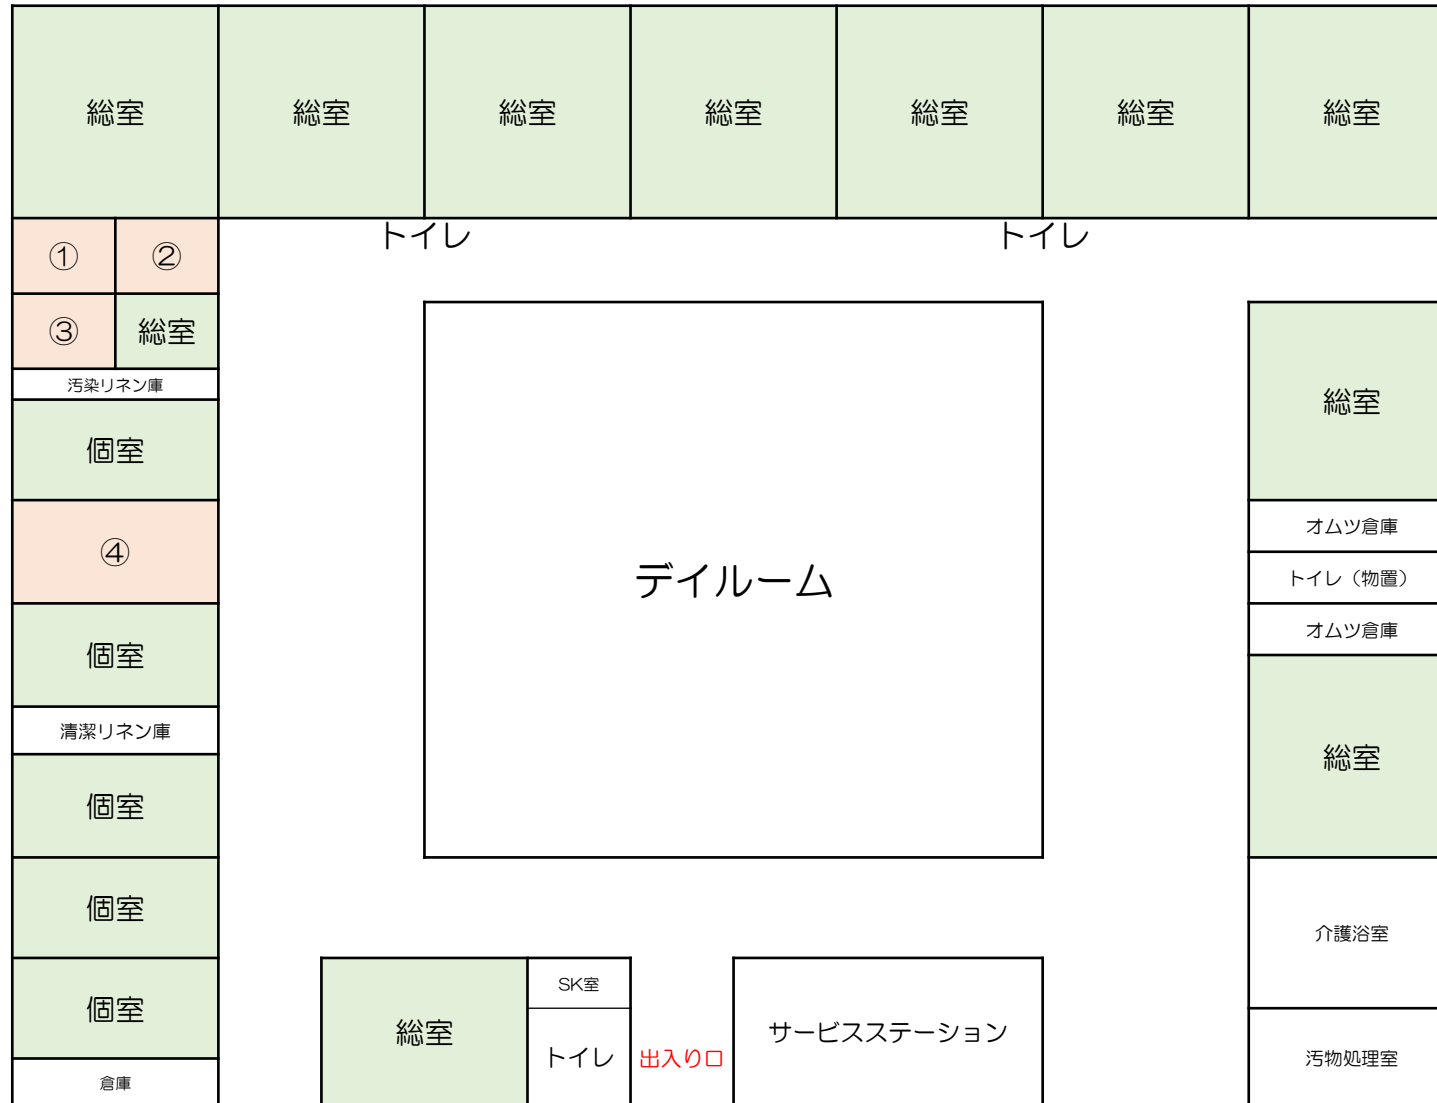 総室
総室
総室
総室
総室
総室
総室
①
②
トイレ
トイレ
③
総室
汚染リネン庫
個室
総室
④
オムツ倉庫
トイレ（物置）
デイルーム
オムツ倉庫
個室
清潔リネン庫
総室
個室
個室
介護浴室
個室
総室
SK室
トイレ
出入り口
サービスステーション
汚物処理室
倉庫